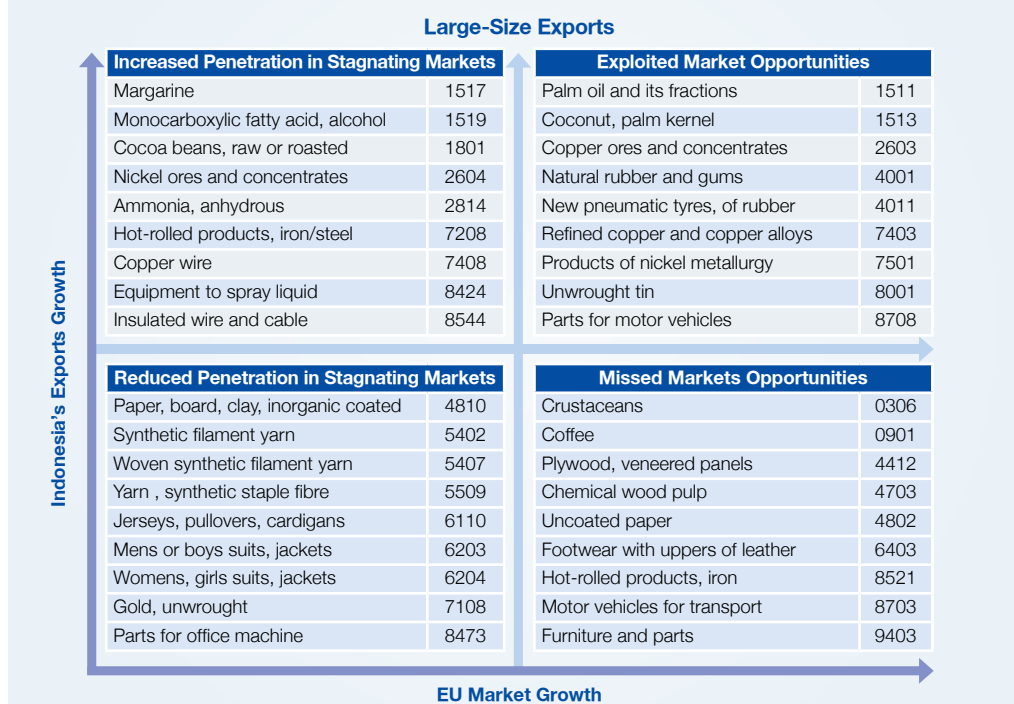 Large-Size Exports
Increased Penetration in Stagnating Markets
Margarine 1517
Monocarboxylic fatty acid, alcohol 1519
Cocoa beans, raw or roasted 1801
Nickel ores and concentrates 2604
Ammonia, anhydrous 2814
Hot-rolled products, iron/steel 7208
Copper wire 7408
Equipment to spray liquid 8424
Insulated wire and cable 8544
Exploited Market Opportunities
Palm oil and its fractions 1511
Coconut, palm kernel 1513
Copper ores and concentrates 2603
Natural rubber and gums 4001
New pneumatic tyres, of rubber 4011
Refined copper and copper alloys 7403
Products of nickel metallurgy 7501
Unwrought tin 8001
Parts for motor vehicles 8708
Indonesia's Exports Growth
Reduced Penetration in Stagnating Markets
Paper, board, clay, inorganic coated 4810
Synthetic filament yarn 5402
Woven synthetic filament yarn 5407
Yarn , synthetic staple fibre 5509
Jerseys, pullovers, cardigans 6110
Mens or boys suits, jackets 6203
Womens, girls suits, jackets 6204
Gold, unwrought 7108
Parts for office machine 8473
Missed Markets Opportunities
Crustaceans 0306
Coffee 0901
Plywood, veneered panels 4412
Chemical wood pulp 4703
Uncoated paper 4802
Footwear with uppers of leather 6403
Hot-rolled products, iron 8521
Motor vehicles for transport 8703
Furniture and parts 9403
EU Market Growth